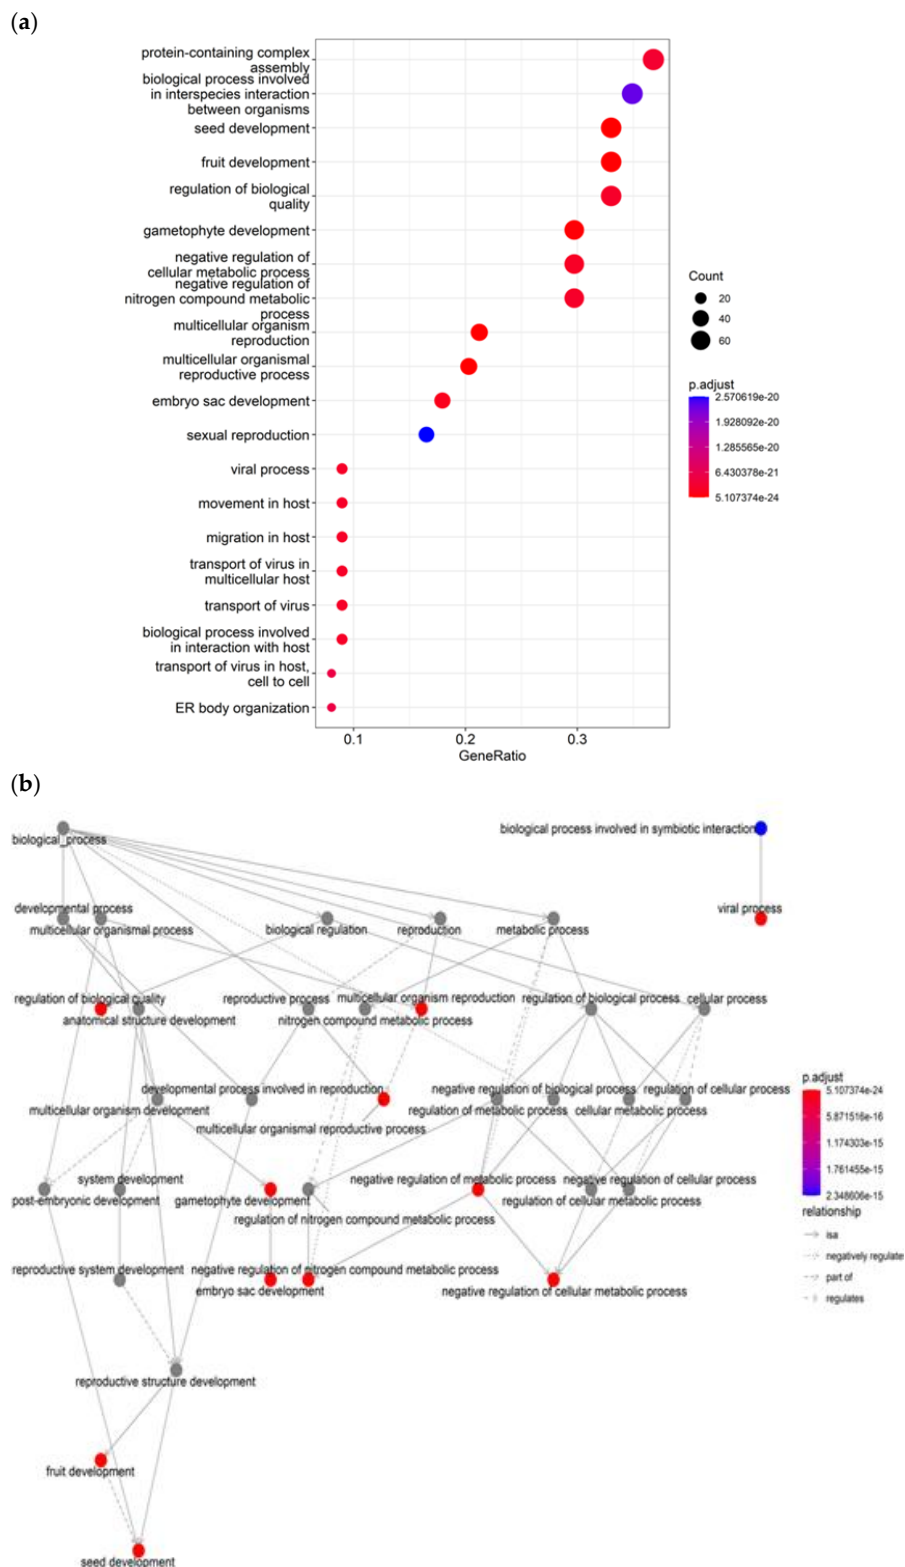 (a)
protein-containing complex
assembly
biological process involved
in interspecies interaction
between organisms
seed development
fruit development
regulation of biological
quality
gametophyte development
negative regulation of
cellular metabolic process
negative regulation of
nitrogen compound metabolic
process
multicellular organism
reproduction
multicellular organismal
reproductive process
embryo sac development
sexual reproduction
viral process
movement in host
migration in host
transport of virus in
multicellular host
transport of virus
biological process involved
in interaction with host
transport of virus in host,
cell to cell
ER body organization
0.1 0.2 0.3
GeneRatio
Count
20
40
60
p.adjust
2.570619e-20
1.928092e-20
1.285565e-20
6.430378e-21
5.107374e-24
(b)
biological_process
biological process involved in symbiotic interaction
developmental process
viral process
multicellular organismal process
biological regulation
reproduction
metabolic process
regulation of biological quality
reproductive process
multicellular organism reproduction
regulation of biological process
cellular process
anatomical structure development
nitrogen compound metabolic process
developmental process involved in reproduction
negative regulation of biological process
regulation of cellular process
multicellular organism development
regulation of metabolic process
cellular metabolic process
multicellular organismal reproductive process
system development
negative regulation of metabolic process
negative regulation of cellular process
post-embryonic development
gametophyte development
regulation of cellular metabolic process
regulation of nitrogen compound metabolic process
reproductive system development
negative regulation of nitrogen compound metabolic process
embryo sac development
negative regulation of cellular metabolic process
reproductive structure development
fruit development
seed development
p.adjust
5.107374e-24
5.871516e-16
1.174303e-15
1.761455e-15
2.348606e-15
relationship
isa
negatively regulates
part of
regulates